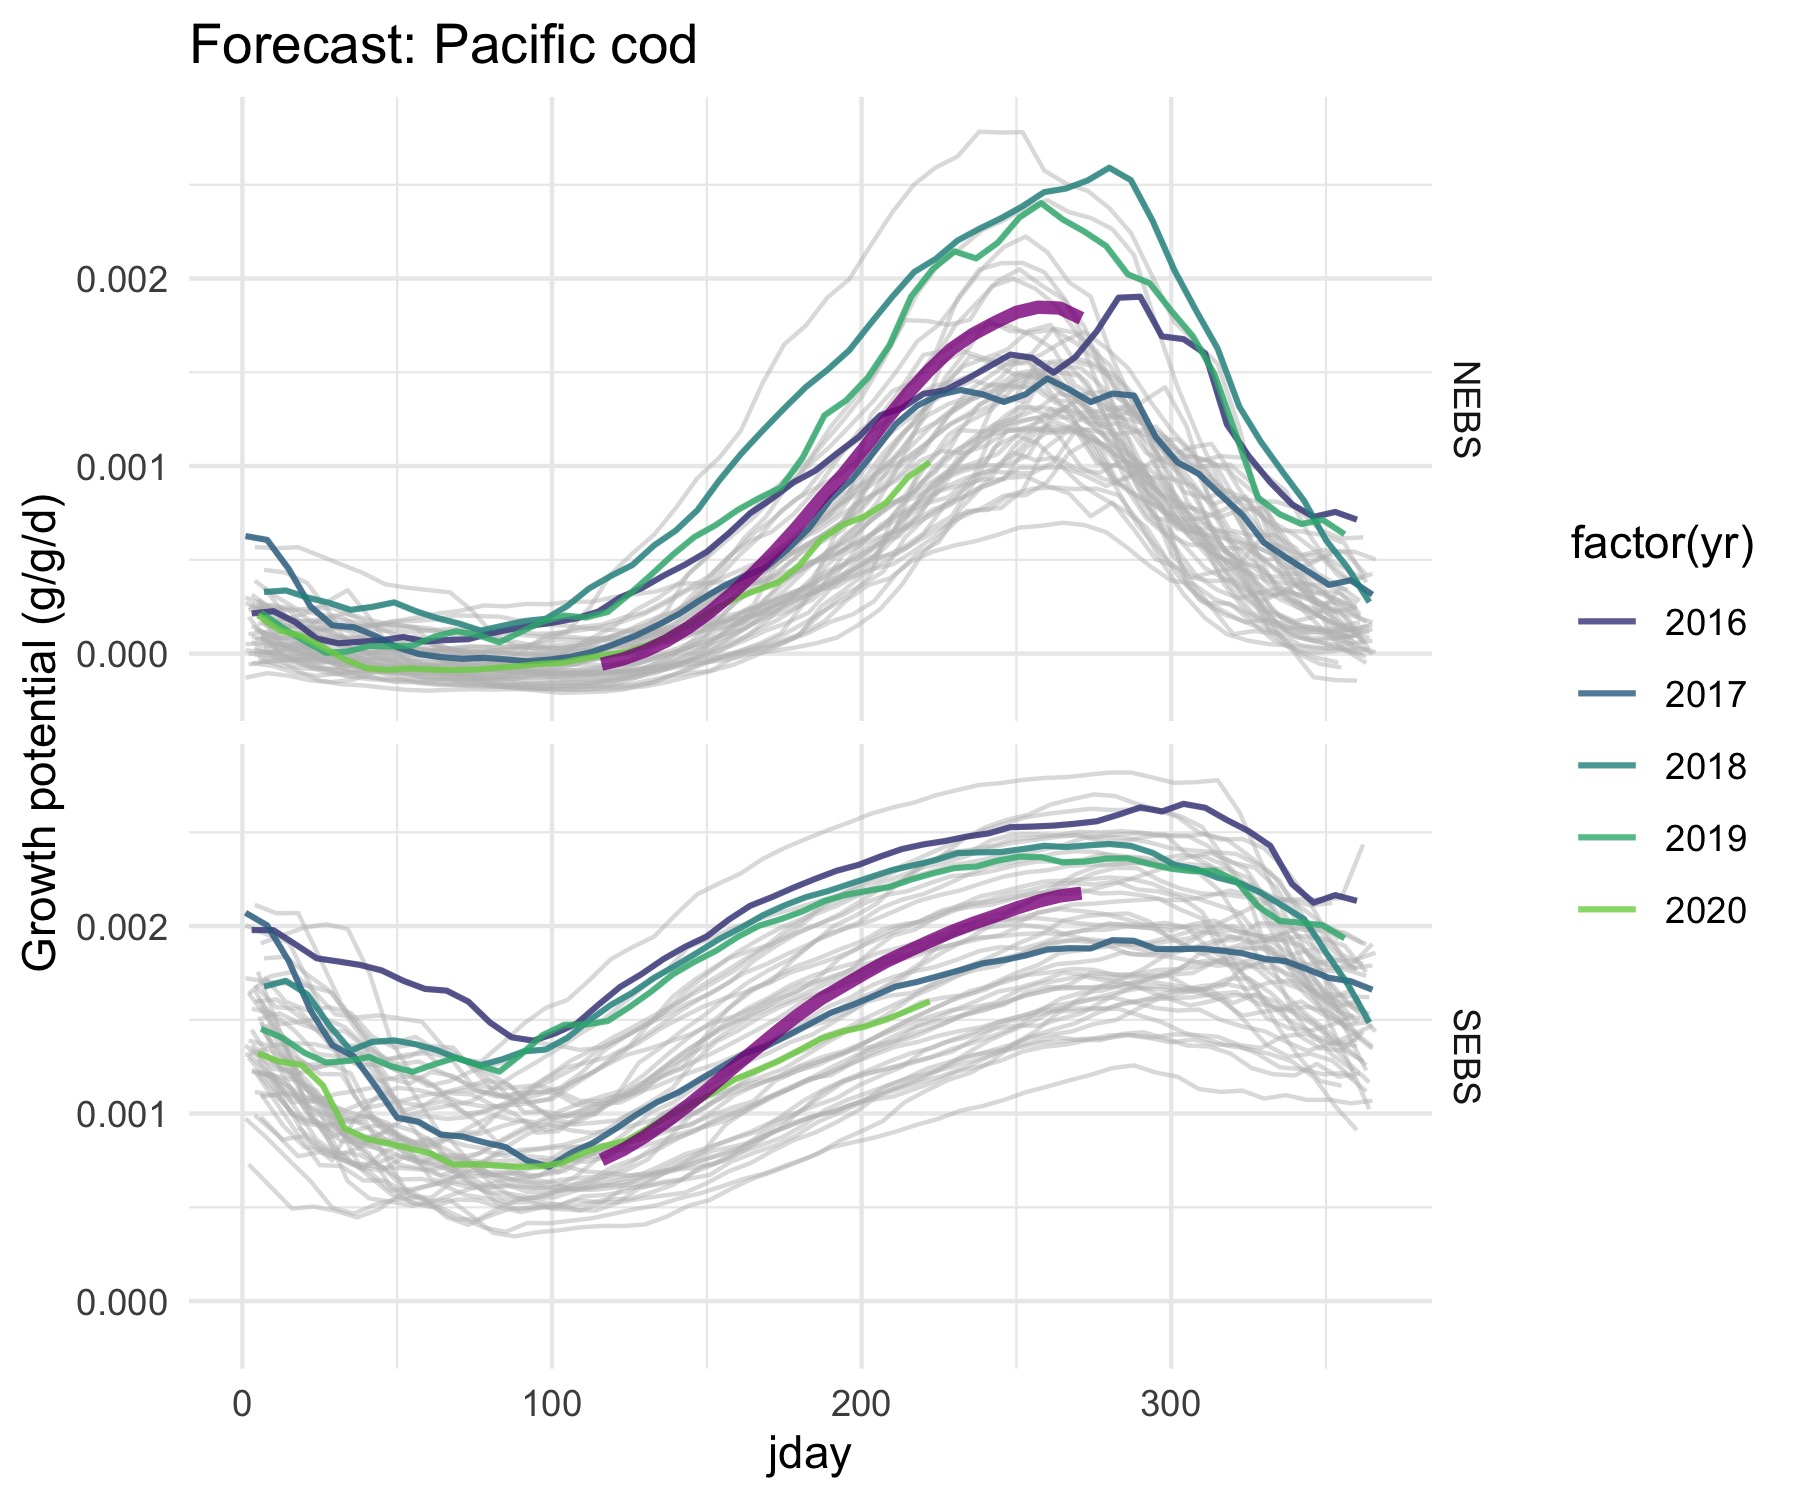 Forecast: Pacific cod
Growth potential (g/g/d)
0.002
0.001
0.000
NEBS
0.002
0.001
0.000
SEBS
0
100
200
300
jday
factor(yr)
2016
2017
2018
2019
2020